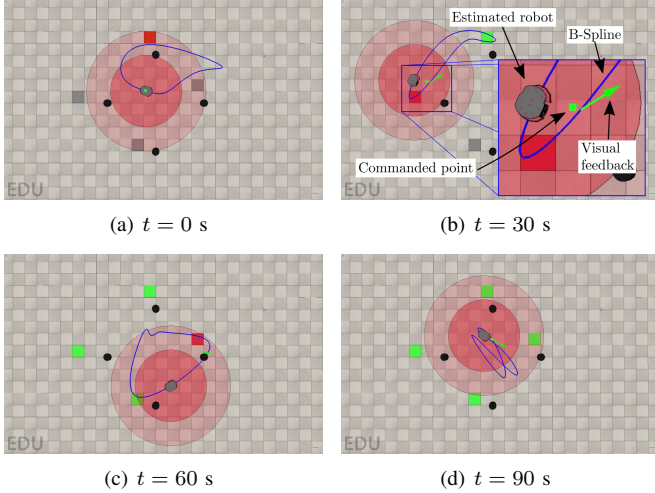 Estimated robot
B-Spline
Commanded point
Visual
feedback
EDU
EDU
(a) t = 0 s
(b) t = 30 s
EDU
EDU
(c) t = 60 s
(d) t = 90 s